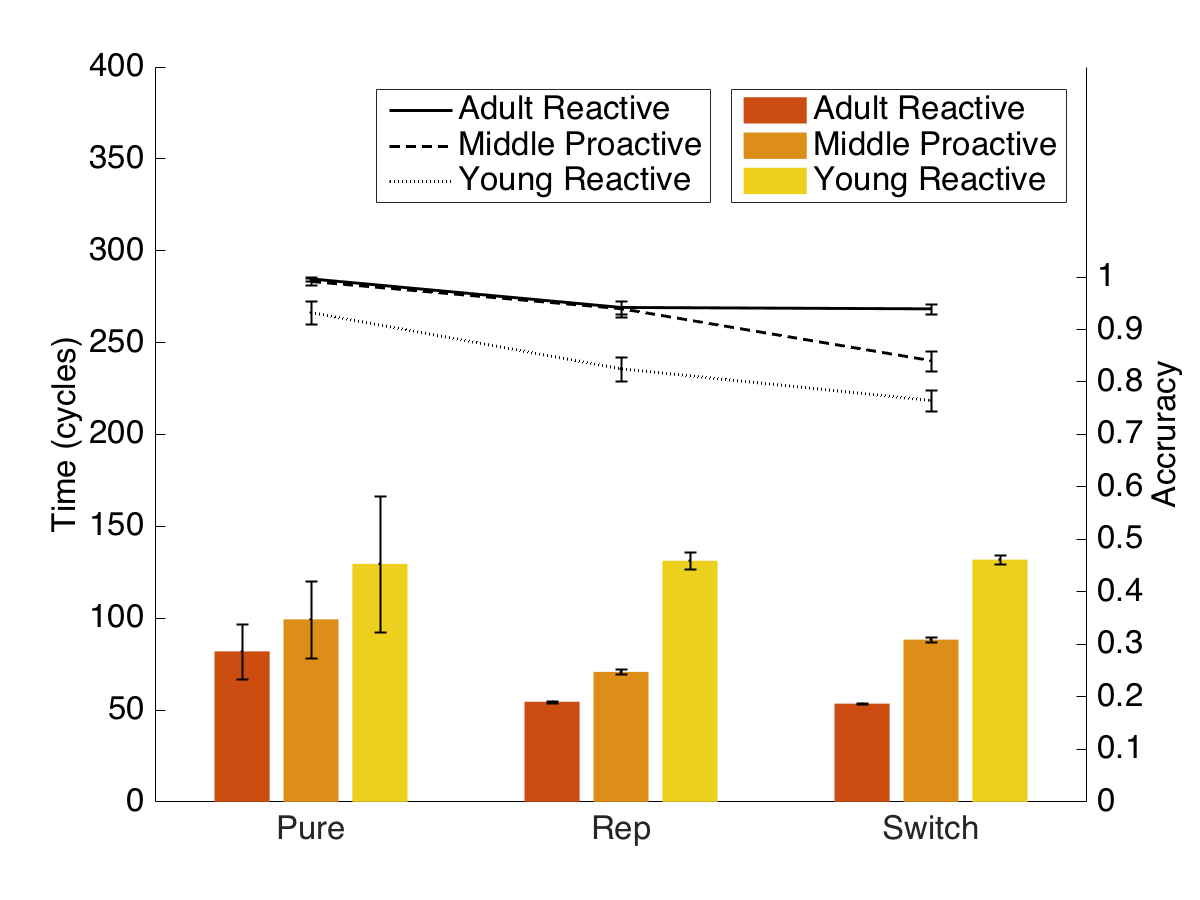 400
350
300
250
200
150
100
50
0
Time (cycles)
Adult Reactive
Middle Proactive
Young Reactive
Adult Reactive
Middle Proactive
Young Reactive
1
0.9
0.8
0.7
0.6
0.5
0.4
0.3
0.2
0.1
0
Accruracy
Pure
Rep
Switch